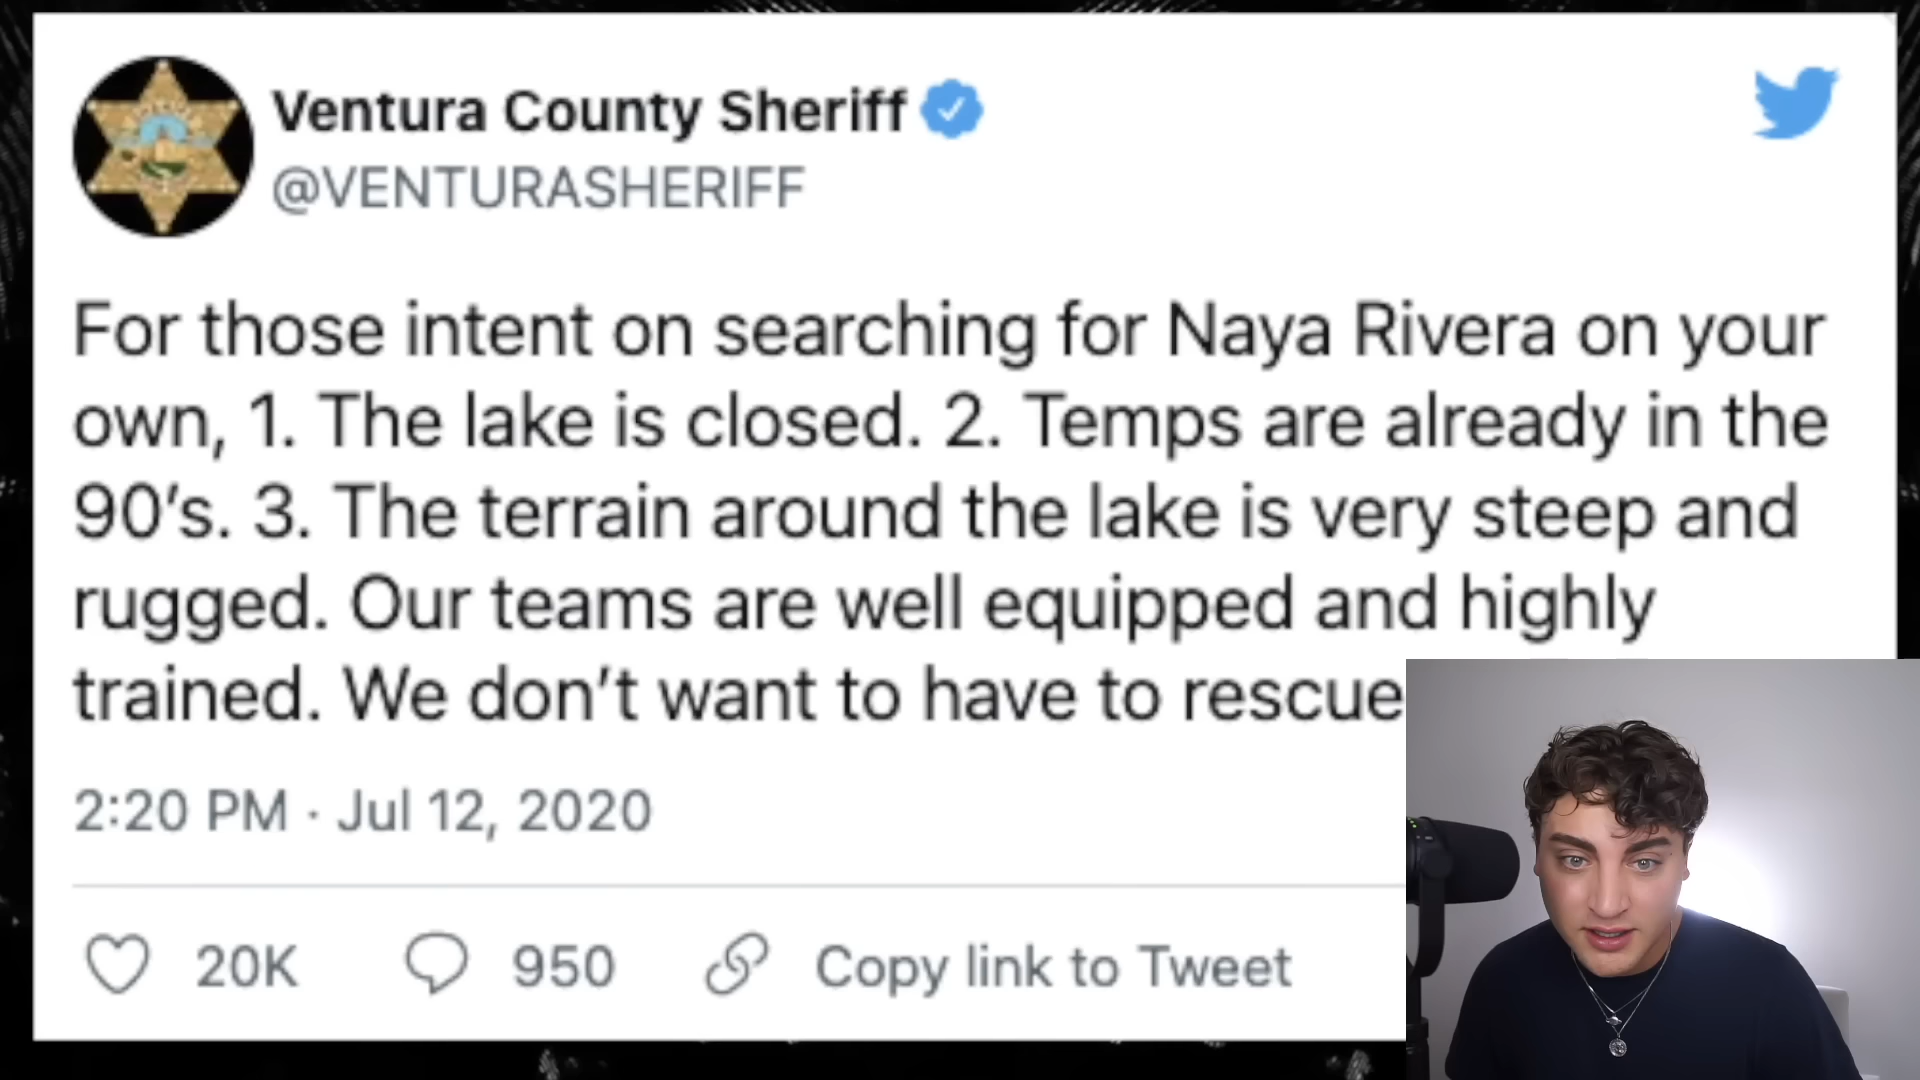 Ventura County Sheriff
@VENTURASHERIFF
For those intent on searching for Naya Rivera on your
own, 1. The lake is closed. 2. Temps are already in the
90's. 3. The terrain around the lake is very steep and
rugged. Our teams are well equipped and highly
trained. We don't want to have to rescue
2:20 PM · Jul 12, 2020
20K 950 Copy link to Tweet